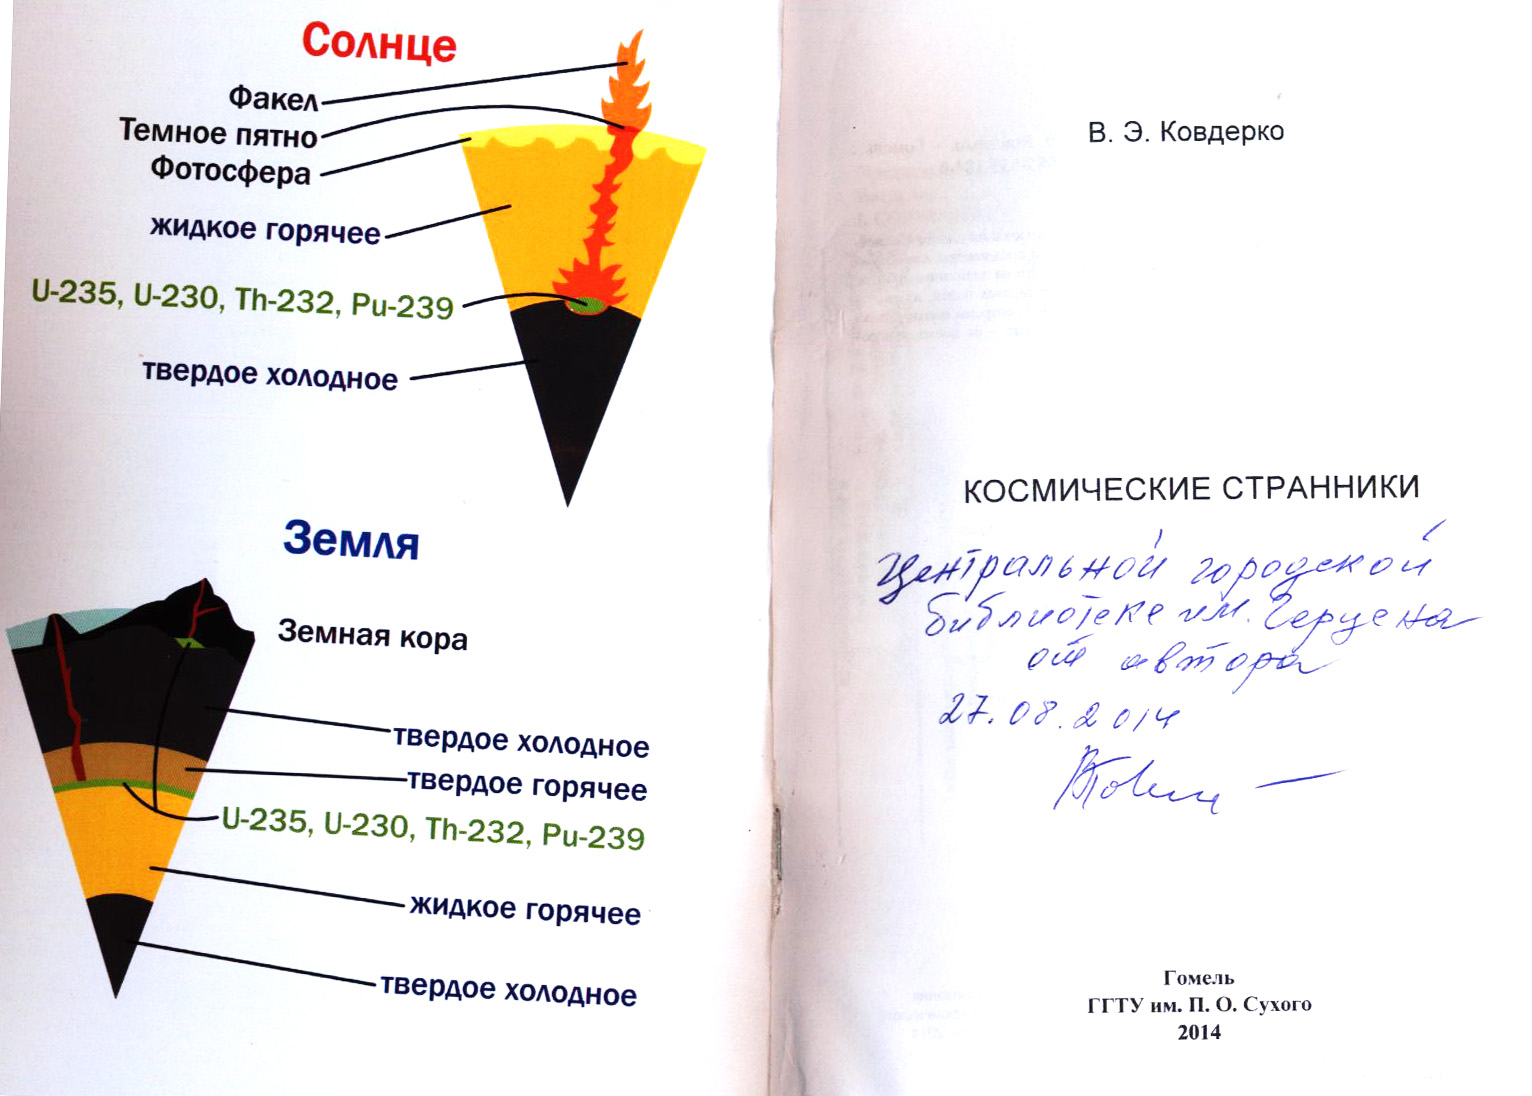 Солнце
Факел
Темное пятно
Фотосфера
жидкое горячее
U-235, U-230, Th-232, Pu-239
твердое холодное
Земля
Земная кора
твердое холодное
твердое горячее
U-235, U-230, Th-232, Pu-239
жидкое горячее
твердое холодное
В. Э. Ковдерко
КОСМИЧЕСКИЕ СТРАННИКИ
Центральной городской
библиотеке им. Герцена
от автора
27.08.2014
Гомель
ГГТУ им. П. О. Сухого
2014